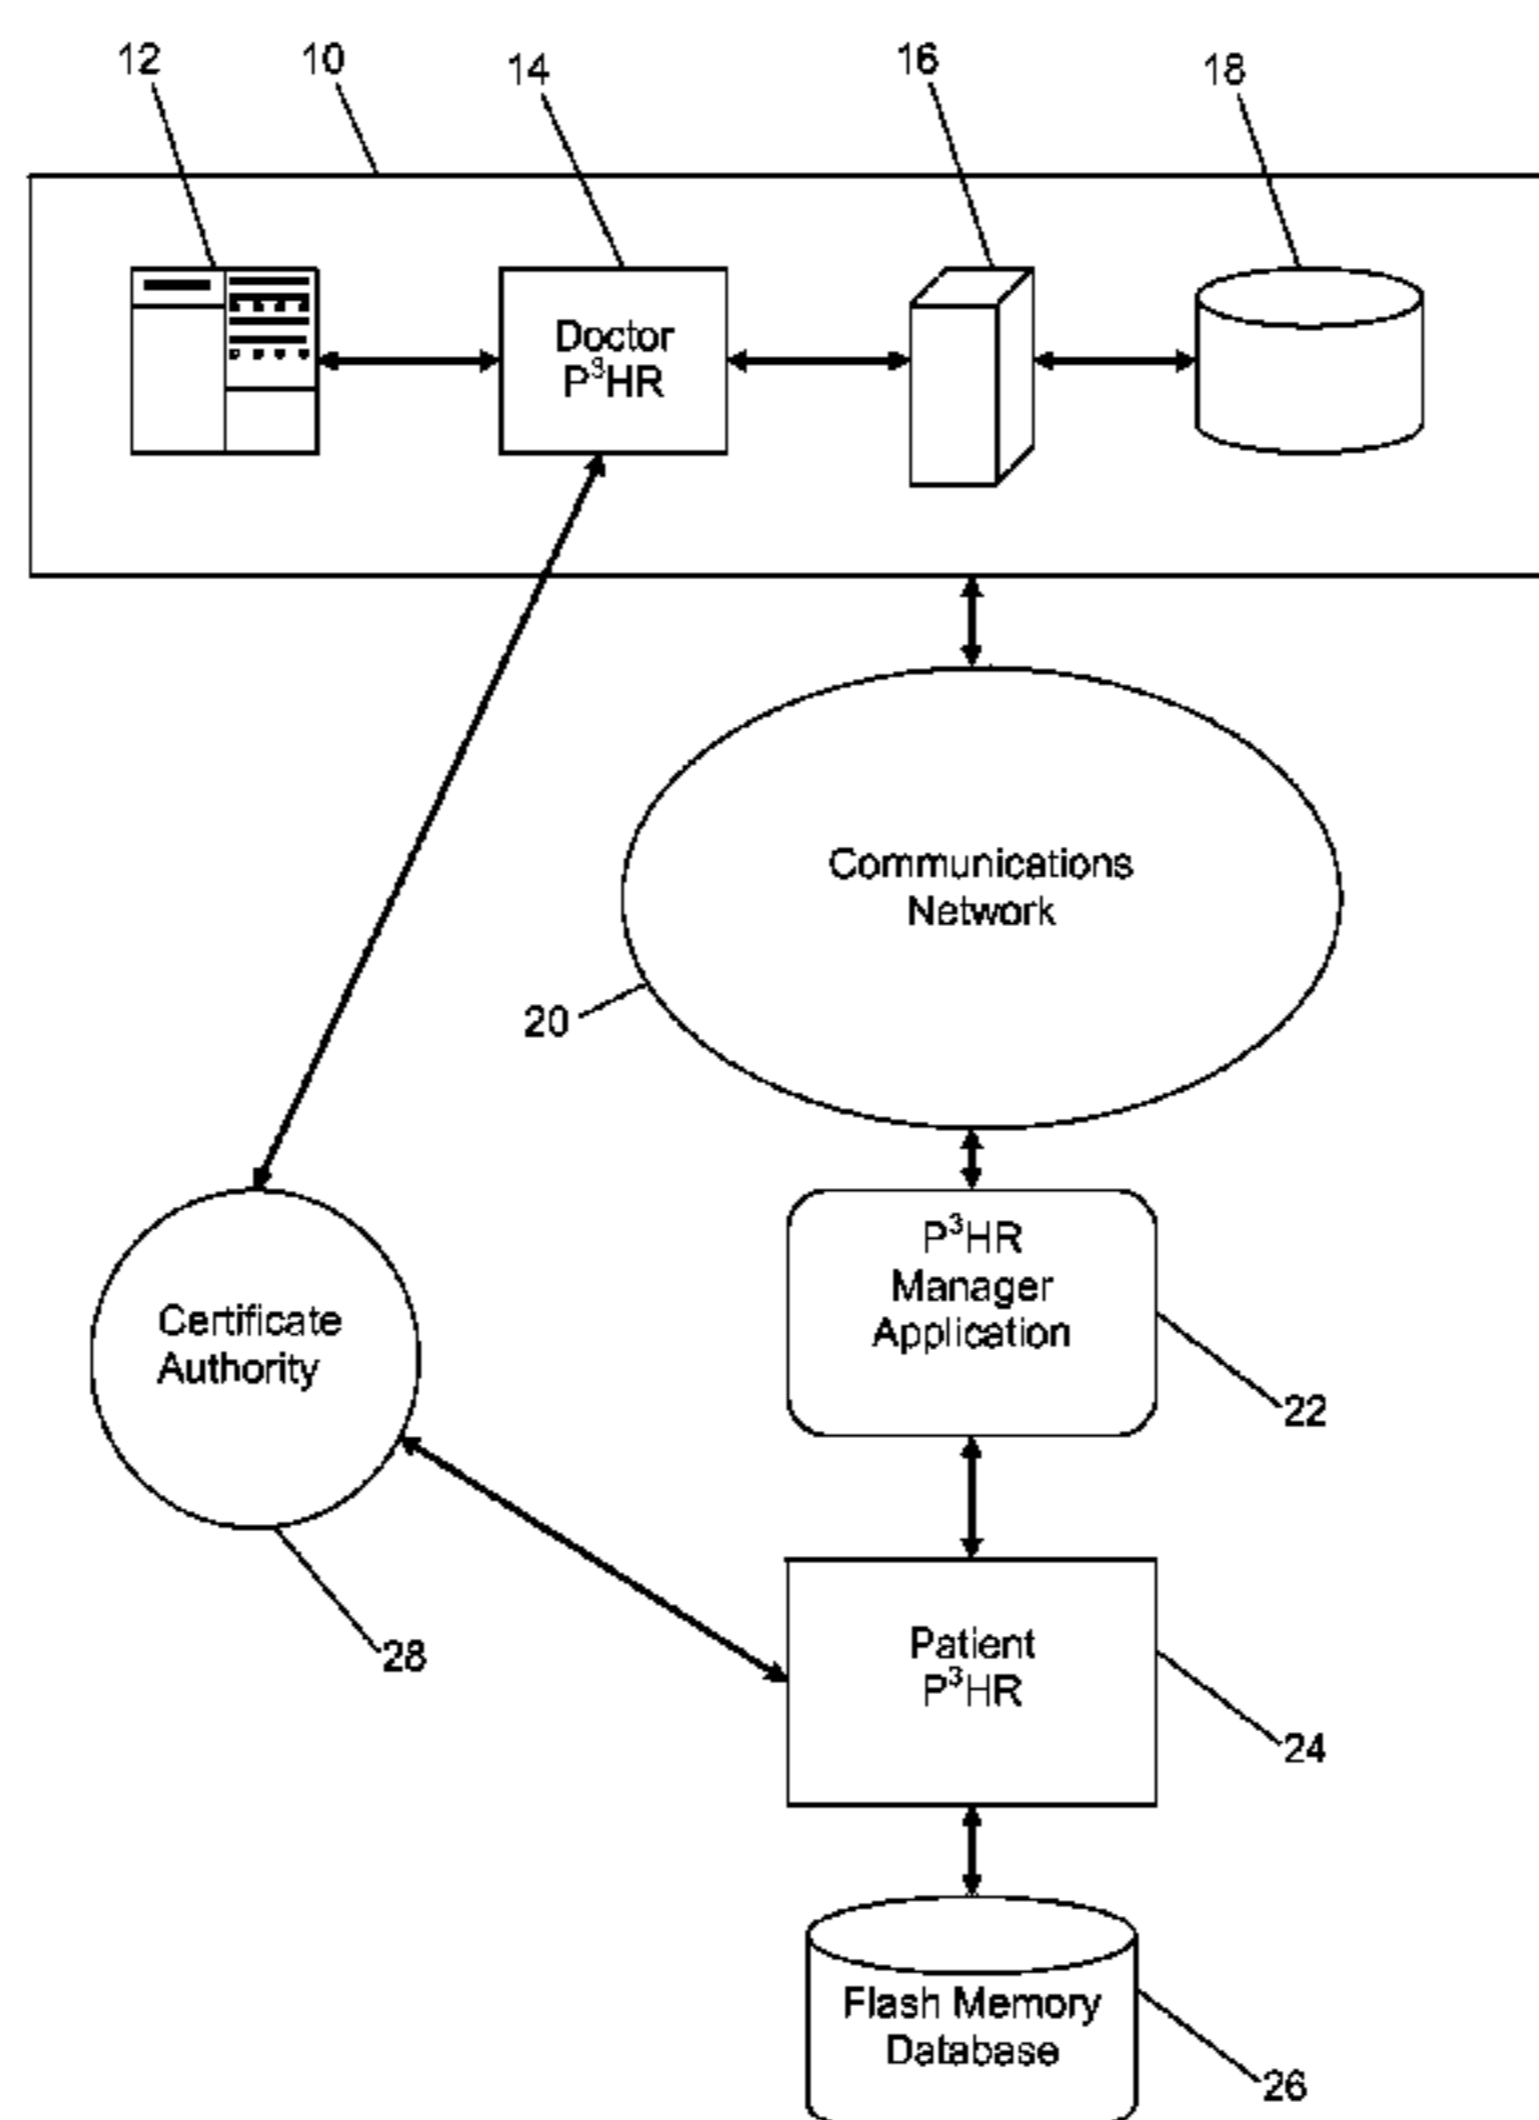 12
10
14
16
18
Doctor
P³HR
Communications
Network
20
P³HR
Manager
Application
22
Certificate
Authority
28
Patient
P³HR
24
Flash Memory
Database
26